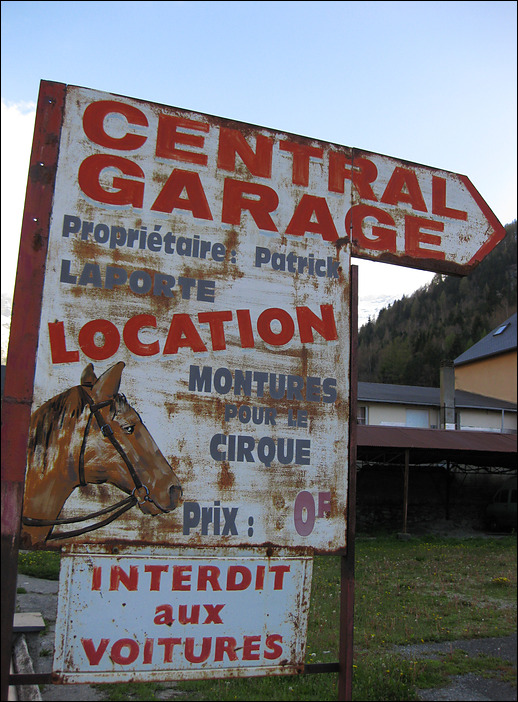 CENTRAL
GARAGE
Propriétaire: Patrick
LAPORTE
LOCATION
MONTURES
POUR LE
CIRQUE
Prix: 0F
INTERDIT
aux
VOITURES